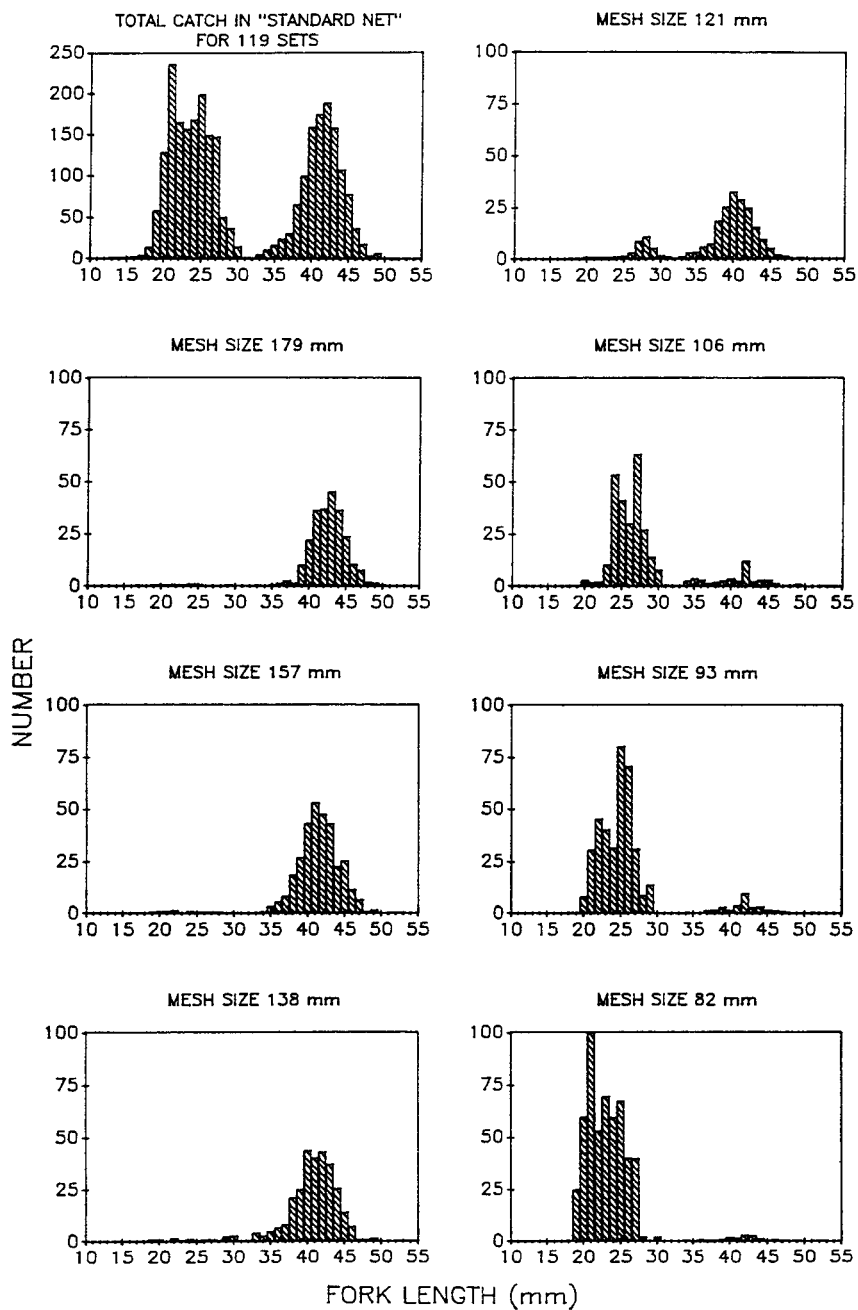 TOTAL CATCH IN "STANDARD NET"
FOR 119 SETS
250
200
150
100
50
0
10 15 20 25 30 35 40 45 50 55
MESH SIZE 121 mm
100
75
50
25
0
10 15 20 25 30 35 40 45 50 55
MESH SIZE 179 mm
100
75
50
25
0
10 15 20 25 30 35 40 45 50 55
MESH SIZE 106 mm
100
75
50
25
0
10 15 20 25 30 35 40 45 50 55
NUMBER
MESH SIZE 157 mm
100
75
50
25
0
10 15 20 25 30 35 40 45 50 55
MESH SIZE 93 mm
100
75
50
25
0
10 15 20 25 30 35 40 45 50 55
MESH SIZE 138 mm
100
75
50
25
0
10 15 20 25 30 35 40 45 50 55
MESH SIZE 82 mm
100
75
50
25
0
10 15 20 25 30 35 40 45 50 55
FORK LENGTH (mm)